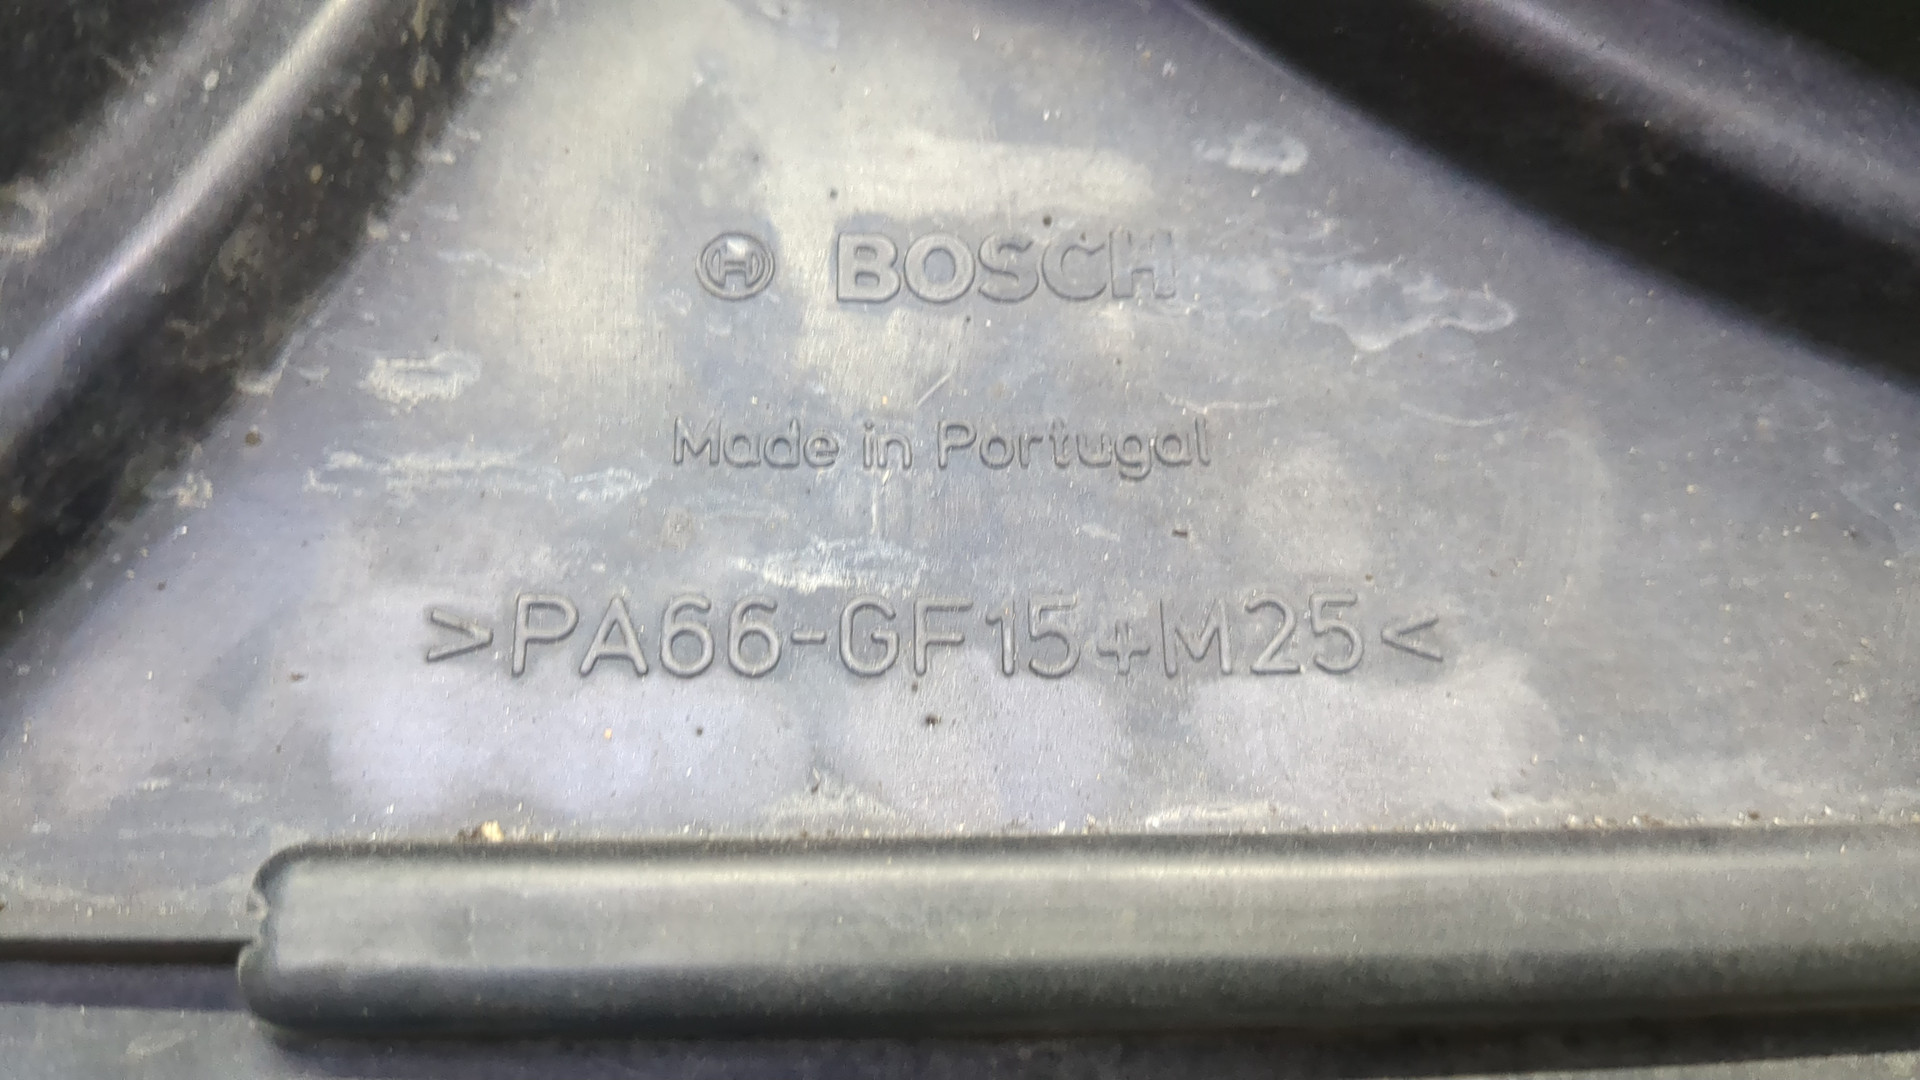 BOSCH
Made in Portugal
>PA66-GF15+M25<